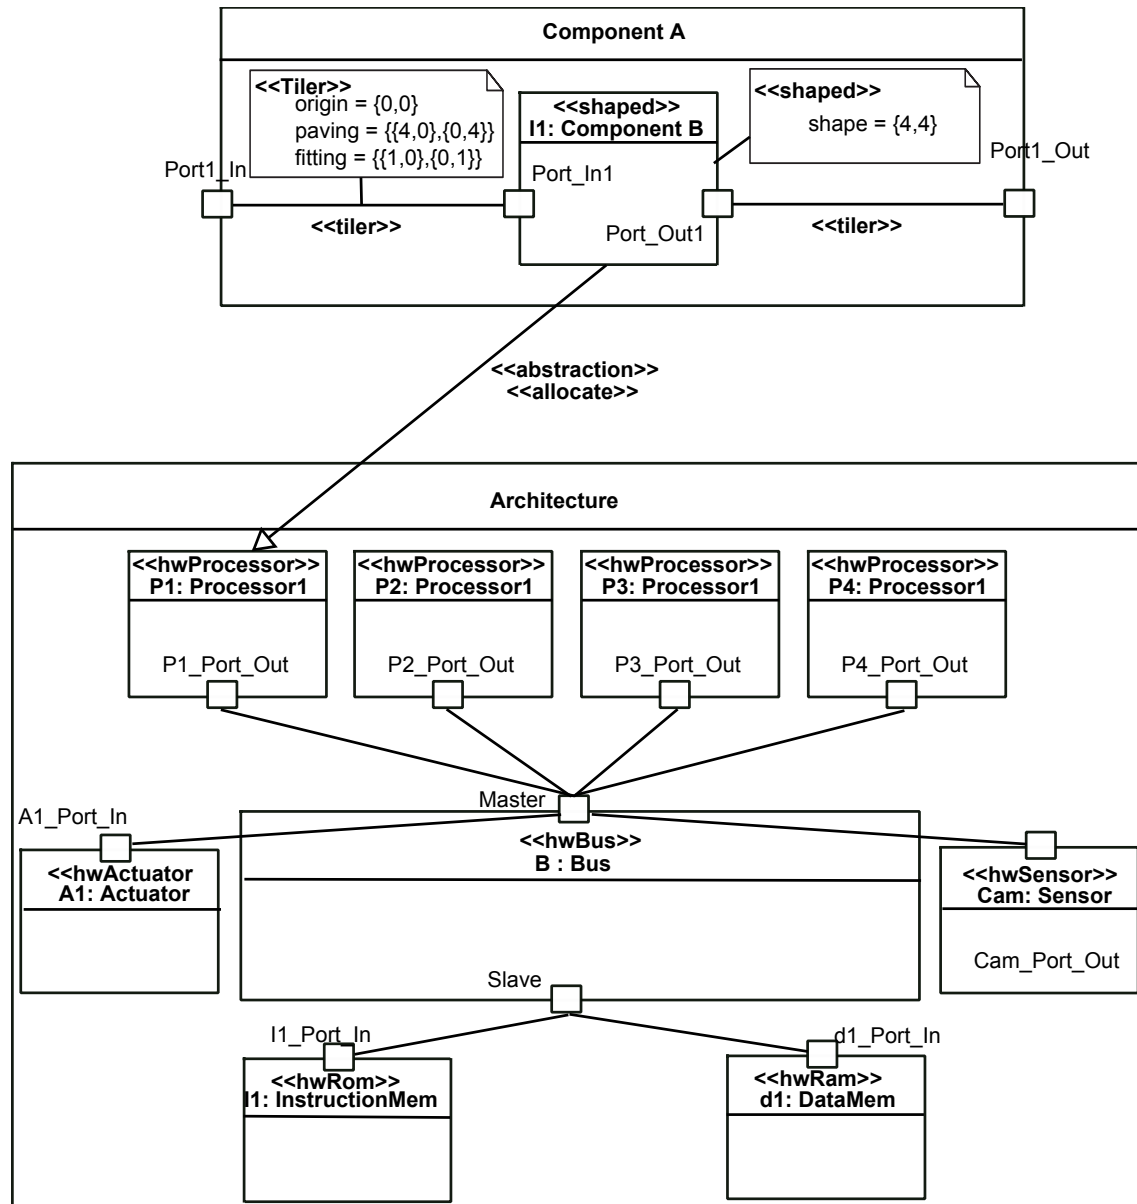 Component A
<<Tiler>>
origin = {0,0}
paving = {{4,0},{0,4}}
fitting = {{1,0},{0,1}}
<<shaped>>
I1: Component B
<<shaped>>
shape = {4,4}
Port1_In
Port_In1
Port1_Out
<<tiler>>
Port_Out1
<<tiler>>
<<abstraction>>
<<allocate>>
Architecture
<<hwProcessor>>
P1: Processor1
P1_Port_Out
<<hwProcessor>>
P2: Processor1
P2_Port_Out
<<hwProcessor>>
P3: Processor1
P3_Port_Out
<<hwProcessor>>
P4: Processor1
P4_Port_Out
Master
A1_Port_In
<<hwActuator
A1: Actuator
<<hwBus>>
B : Bus
<<hwSensor>>
Cam: Sensor
Cam_Port_Out
Slave
I1_Port_In
<<hwRom>>
I1: InstructionMem
d1_Port_In
<<hwRam>>
d1: DataMem